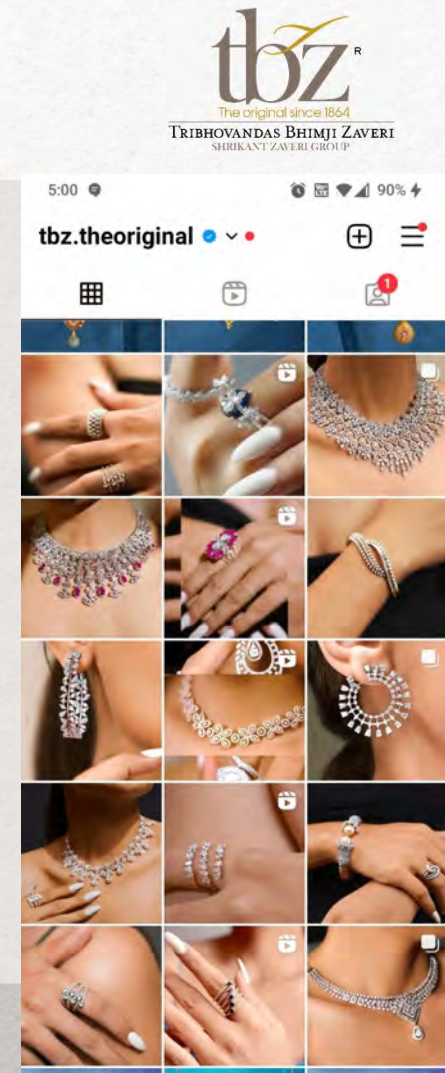 tbz
R
The original since 1864
TRIBHOVANDAS BHIMJI ZAVERI
SHRIKANT ZAVERI GROUP
5:00
90%
tbz.theoriginal
1